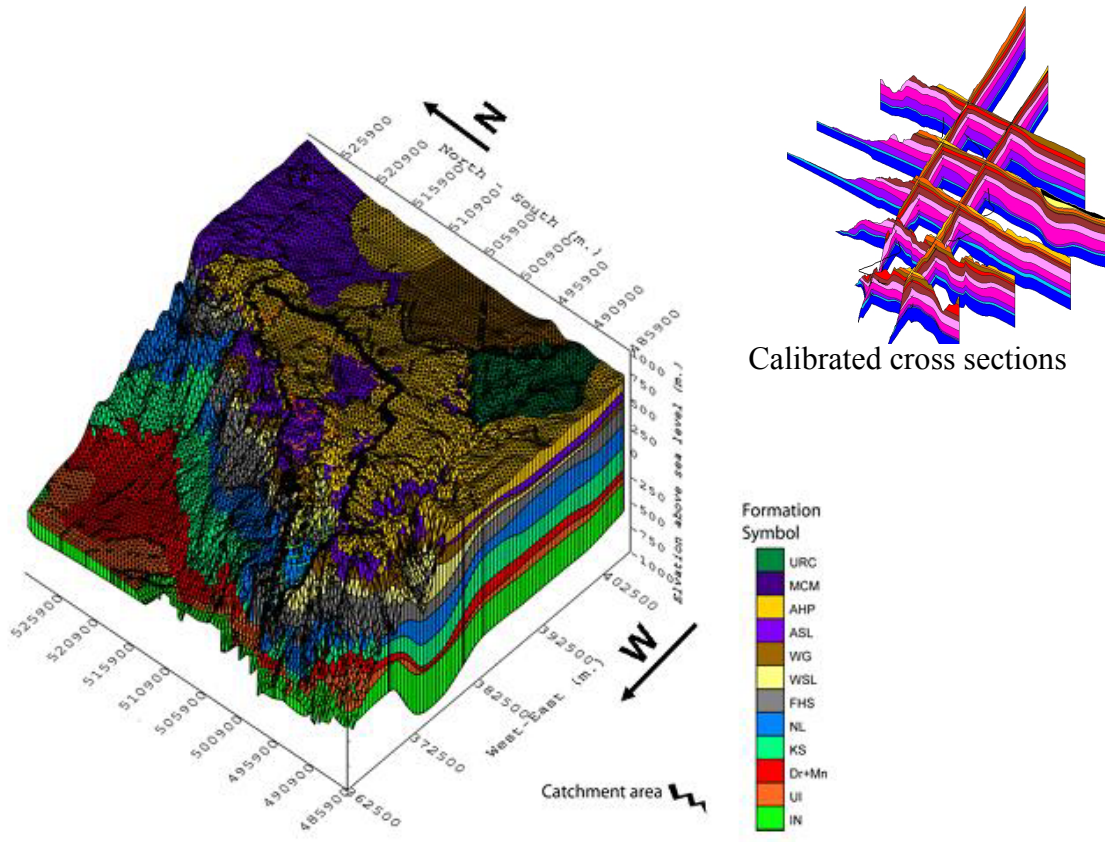 N
525900
520900
515900
510900
505900
500900
495900
490900
485900
North South (m.)
1000
750
500
250
0
-250
-500
-750
-1000
Elvation above sea level (m.)
Calibrated cross sections
Formation
Symbol
URC
MCM
AHP
ASL
WG
WSL
FHS
NL
KS
Dr+Mn
UI
IN
402500
392500
382500
372500
362500
West-East (m.)
W
525900
520900
515900
510900
505900
500900
495900
490900
485900
Catchment area